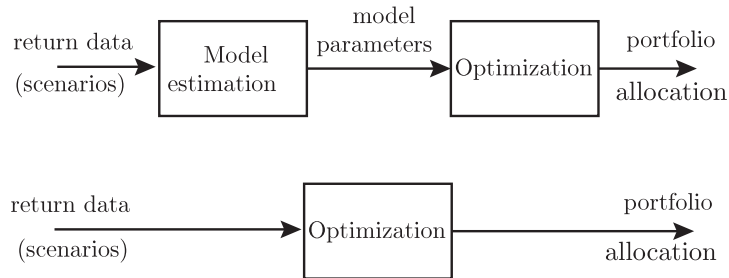 return data
(scenarios)
Model
estimation
model
parameters
Optimization
portfolio
allocation
return data
(scenarios)
Optimization
portfolio
allocation